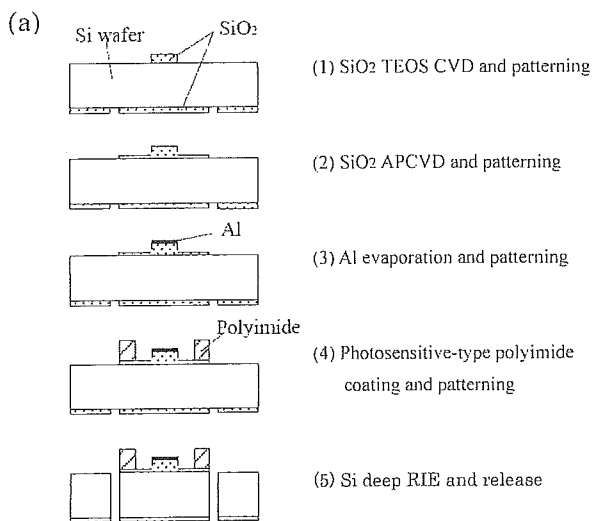 (a)
Si wafer
SiO2
(1) SiO2 TEOS CVD and patterning
(2) SiO2 APCVD and patterning
Al
(3) Al evaporation and patterning
Polyimide
(4) Photosensitive-type polyimide
coating and patterning
(5) Si deep RIE and release